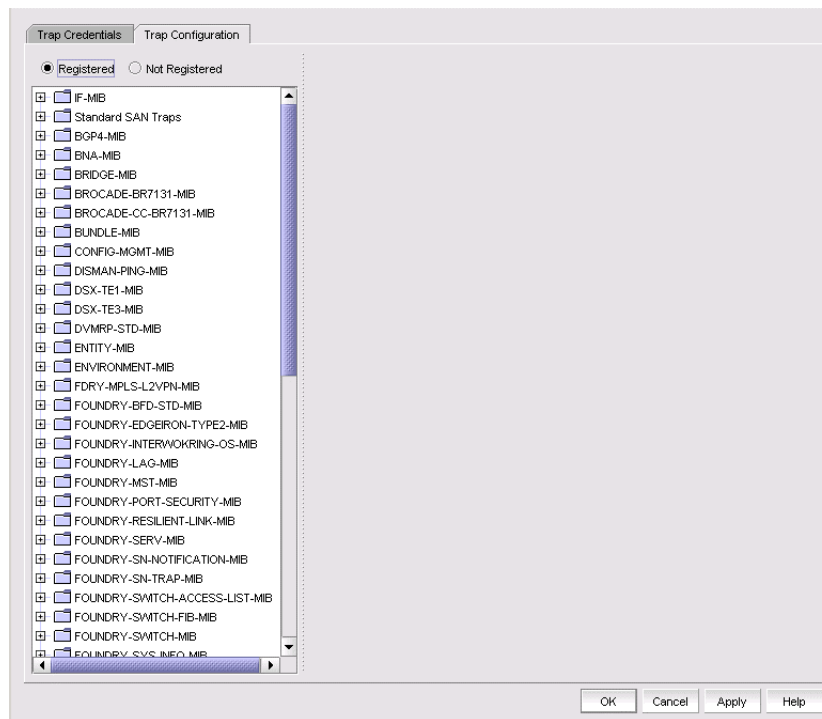 Trap Credentials Trap Configuration
Registered Not Registered
IF-MIB
Standard SAN Traps
BGP4-MIB
BNA-MIB
BRIDGE-MIB
BROCADE-BR7131-MIB
BROCADE-CC-BR7131-MIB
BUNDLE-MIB
CONFIG-MGMT-MIB
DISMAN-PING-MIB
DSX-TE1-MIB
DSX-TE3-MIB
DVMRP-STD-MIB
ENTITY-MIB
ENVIRONMENT-MIB
FDRY-MPLS-L2VPN-MIB
FOUNDRY-BFD-STD-MIB
FOUNDRY-EDGEIRON-TYPE2-MIB
FOUNDRY-INTERWOKRING-OS-MIB
FOUNDRY-LAG-MIB
FOUNDRY-MST-MIB
FOUNDRY-PORT-SECURITY-MIB
FOUNDRY-RESILIENT-LINK-MIB
FOUNDRY-SERV-MIB
FOUNDRY-SN-NOTIFICATION-MIB
FOUNDRY-SN-TRAP-MIB
FOUNDRY-SWITCH-ACCESS-LIST-MIB
FOUNDRY-SWITCH-FIB-MIB
FOUNDRY-SWITCH-MIB
FOUNDRY-SYS-INFO-MIB
OK Cancel Apply Help